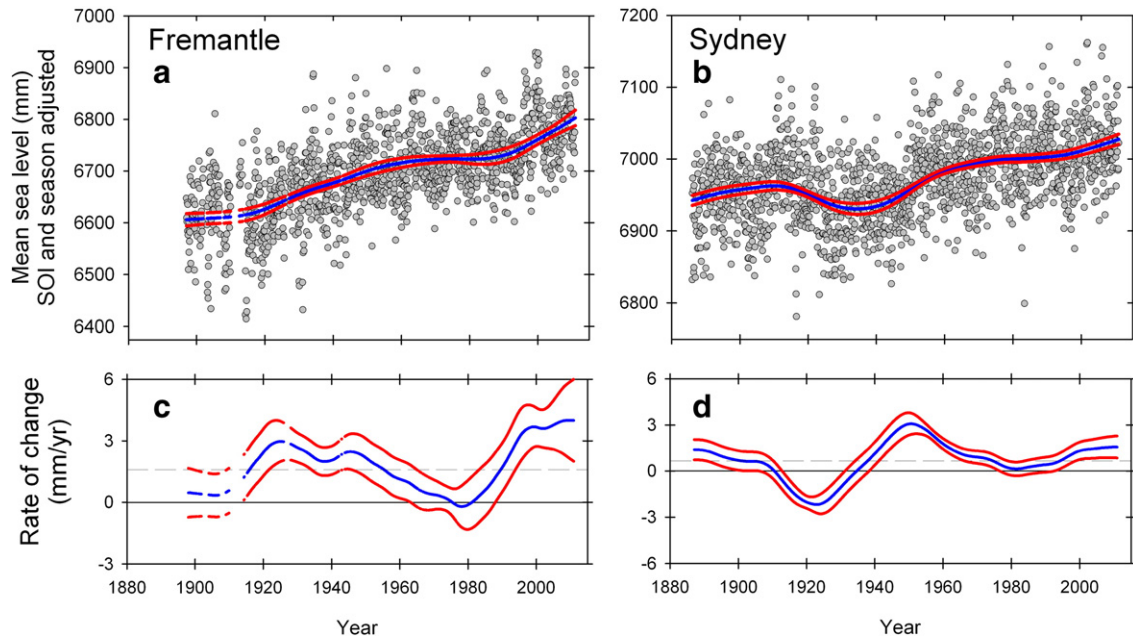 Mean sea level (mm)
SOI and season adjusted
7000
6900
6800
6700
6600
6500
6400
Fremantle
a
7200
7100
7000
6900
6800
Sydney
b
Rate of change
(mm/yr)
6
3
0
-3
c
6
3
0
-3
-6
d
1880 1900 1920 1940 1960 1980 2000
1880 1900 1920 1940 1960 1980 2000
Year
Year